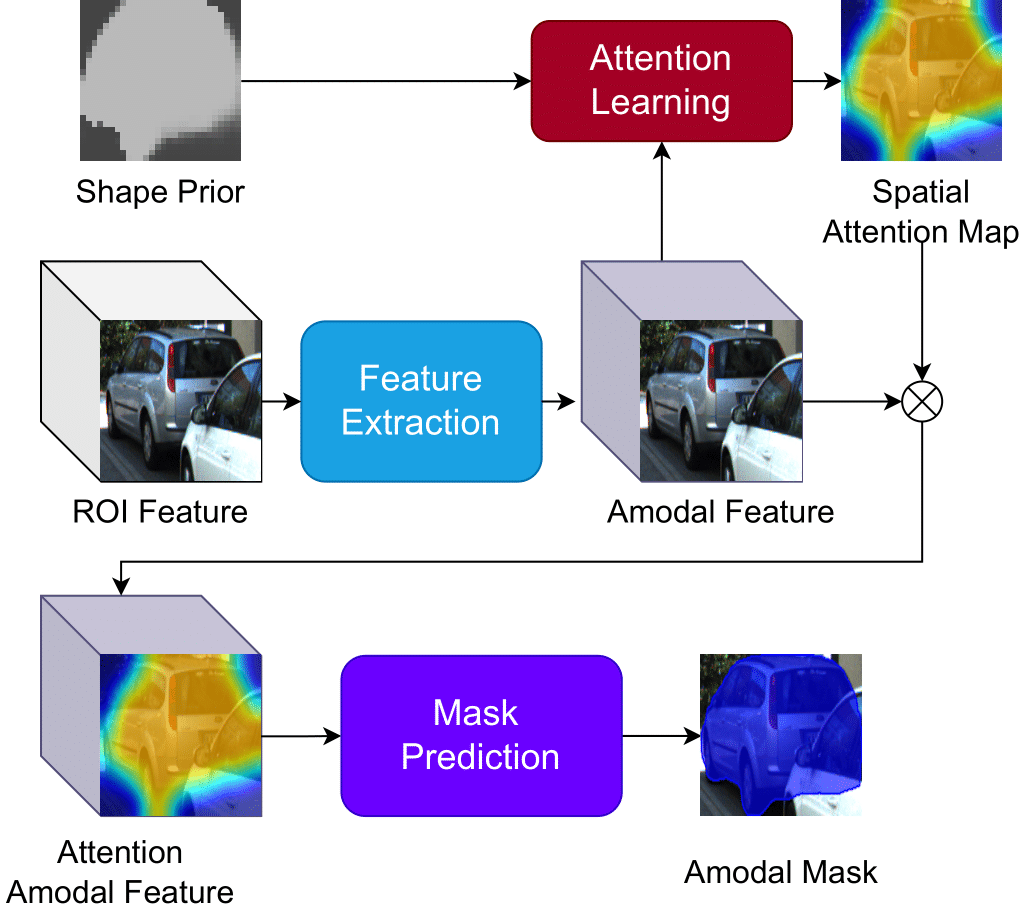 Attention
Learning
Shape Prior
Spatial
Attention Map
Feature
Extraction
ROI Feature
Amodal Feature
Mask
Prediction
Attention
Amodal Feature
Amodal Mask